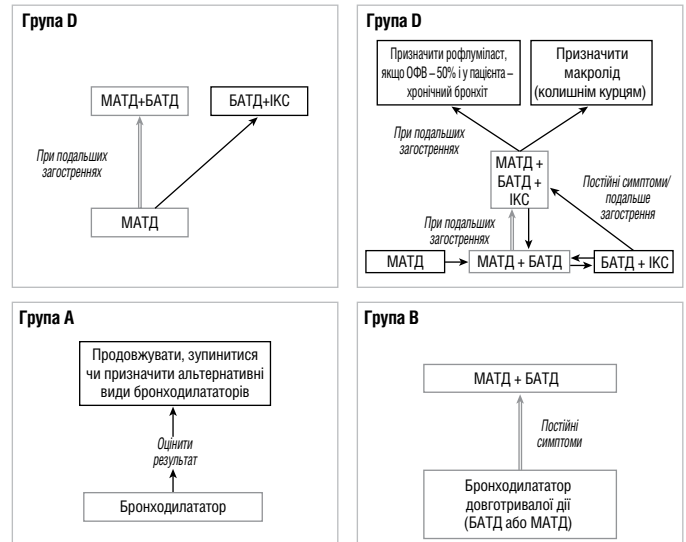 Група D
МАТД+БАТД
БАТД+ІКС
При подальших
загостреннях
МАТД
Група D
Призначити рофлуміласт,
якщо ОФВ – 50% і у пацієнта –
хронічний бронхіт
Призначити
макролід
(колишнім курцям)
При подальших
загостреннях
МАТД +
БАТД +
ІКС
Постійні симптоми/
подальше
загострення
При подальших
загостреннях
МАТД
МАТД + БАТД
БАТД + ІКС
Група А
Продовжувати, зупинитися
чи призначити альтернативні
види бронходилататорів
Оцінити
результат
Бронходилататор
Група В
МАТД + БАТД
Постійні
симптоми
Бронходилататор
довготривалої дії
(БАТД або МАТД)